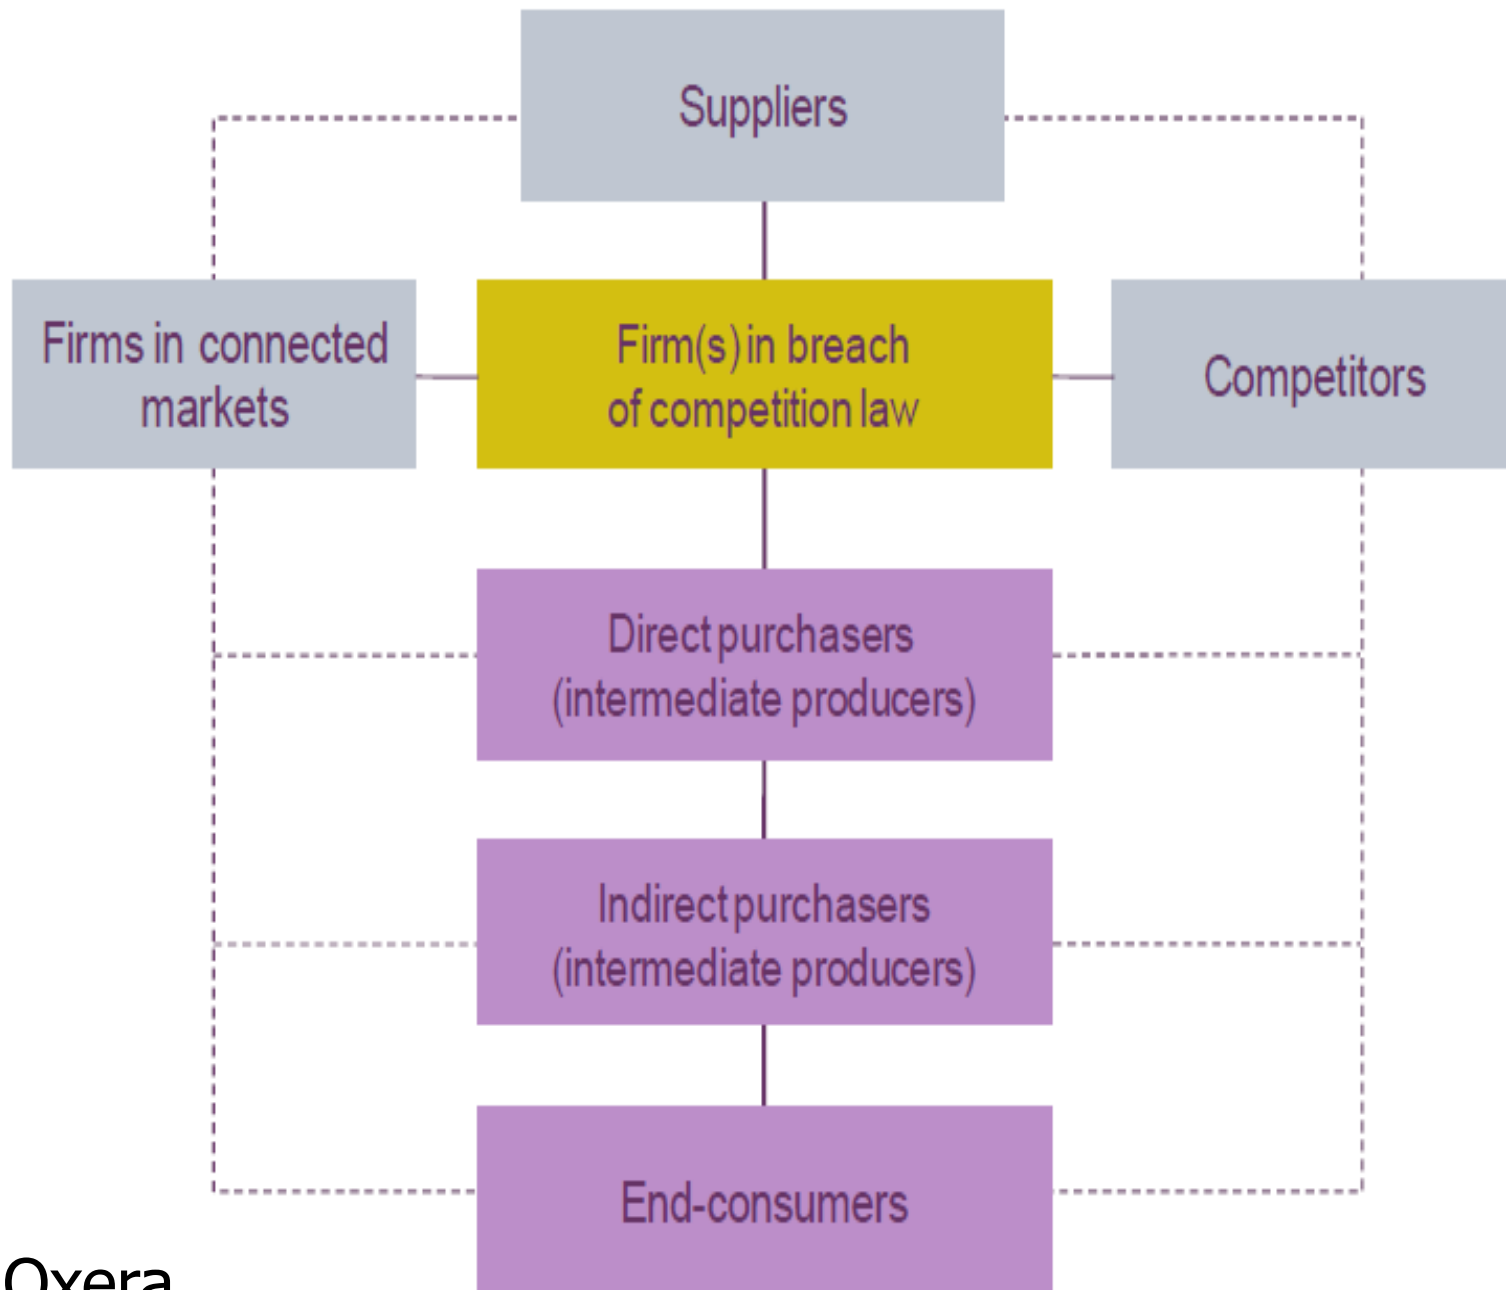 Suppliers
Firms in connected
markets
Firm(s) in breach
of competition law
Competitors
Direct purchasers
(intermediate producers)
Indirect purchasers
(intermediate producers)
End-consumers
Oxera